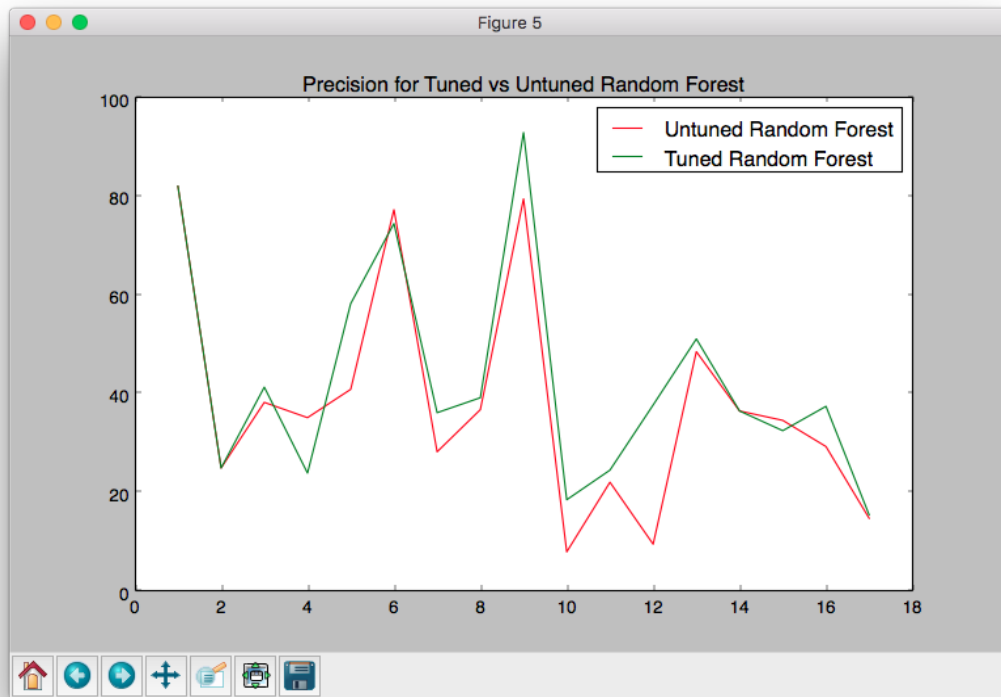 Figure 5
Precision for Tuned vs Untuned Random Forest
100
80
60
40
20
0
Untuned Random Forest
Tuned Random Forest
0 2 4 6 8 10 12 14 16 18